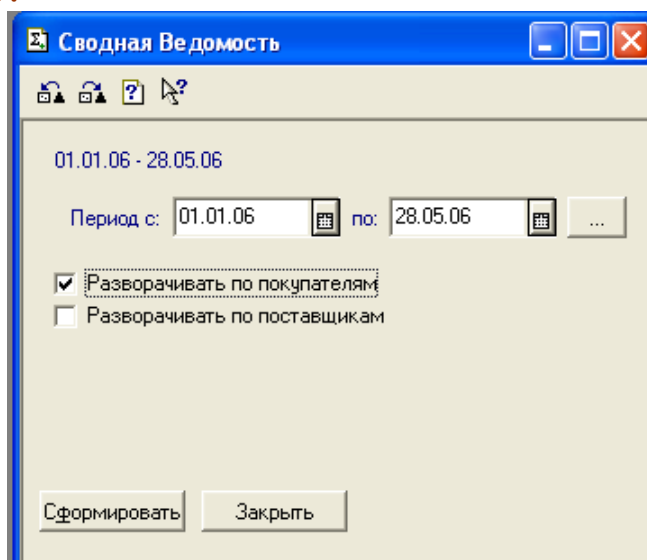 Сводная Ведомость
01.01.06 - 28.05.06
Период с: 01.01.06 по: 28.05.06 ...
Разворачивать по покупателям
Разворачивать по поставщикам
Сформировать Закрыть